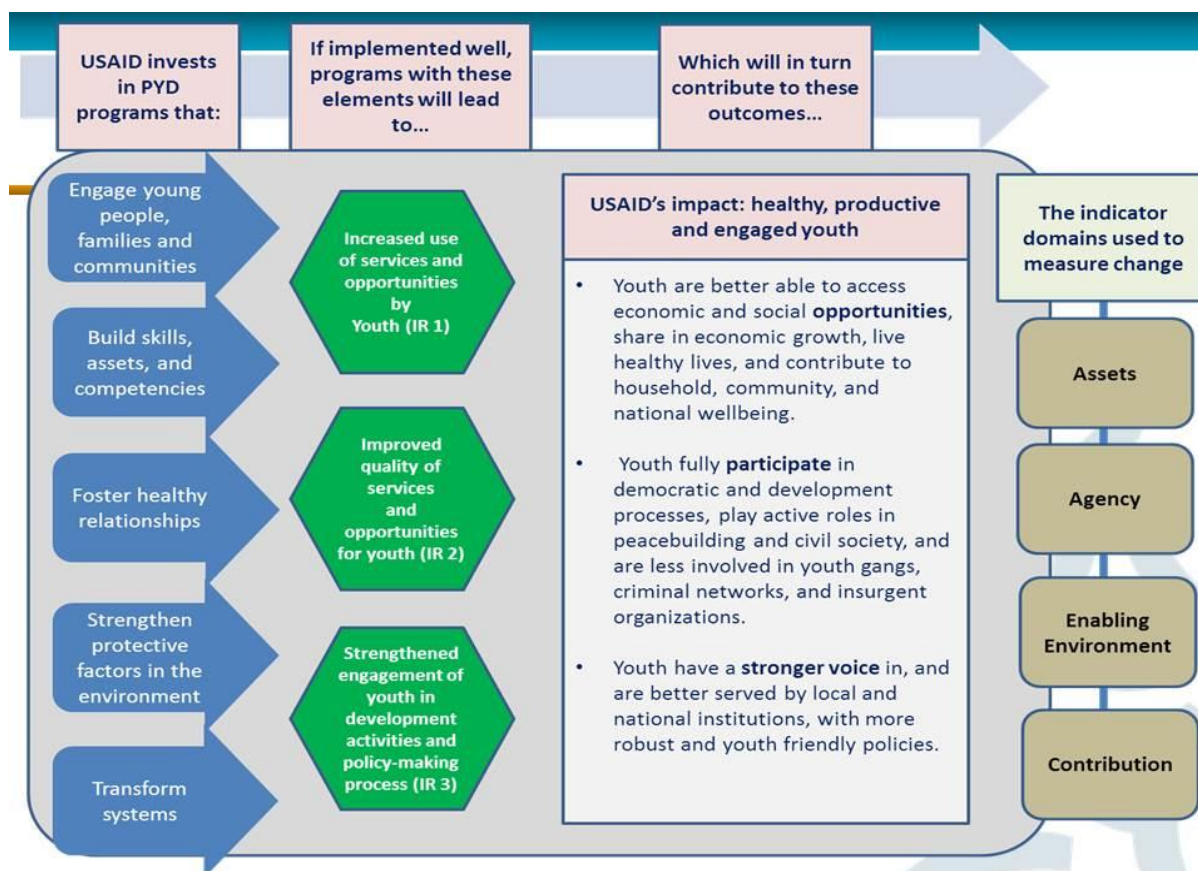 USAID invests
in PYD
programs that:
If implemented well,
programs with these
elements will lead
to...
Which will in turn
contribute to these
outcomes...
Engage young
people,
families and
communities
Build skills,
assets, and
competencies
Foster healthy
relationships
Strengthen
protective
factors in the
environment
Transform
systems
Increased use
of services and
opportunities
by
Youth (IR 1)
Improved
quality of
services
and
opportunities
for youth (IR 2)
Strengthened
engagement of
youth in
development
activities and
policy-making
process (IR 3)
USAID's impact: healthy, productive
and engaged youth
• Youth are better able to access
economic and social opportunities,
share in economic growth, live
healthy lives, and contribute to
household, community, and
national wellbeing.
• Youth fully participate in
democratic and development
processes, play active roles in
peacebuilding and civil society, and
are less involved in youth gangs,
criminal networks, and insurgent
organizations.
• Youth have a stronger voice in, and
are better served by local and
national institutions, with more
robust and youth friendly policies.
The indicator
domains used to
measure change
Assets
Agency
Enabling
Environment
Contribution